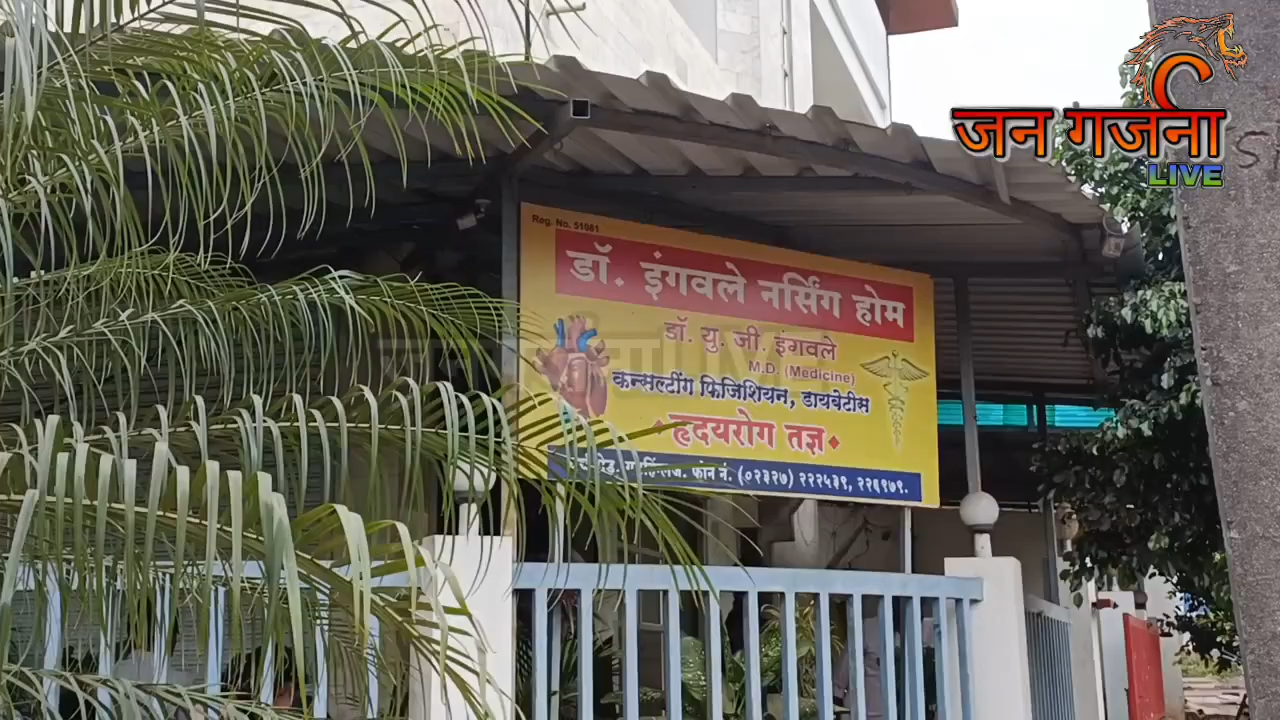 जन गर्जना
LIVE
Reg. No. 51081
डॉ. इंगवले नर्सिंग होम
डॉ. यु. जी. इंगवले
M.D. (Medicine)
कन्सल्टींग फिजिशियन, डायबेटीस
हृदयरोग तज्ञ
फोन नं. (०२३२७) २२२५३९, २२६९७९.